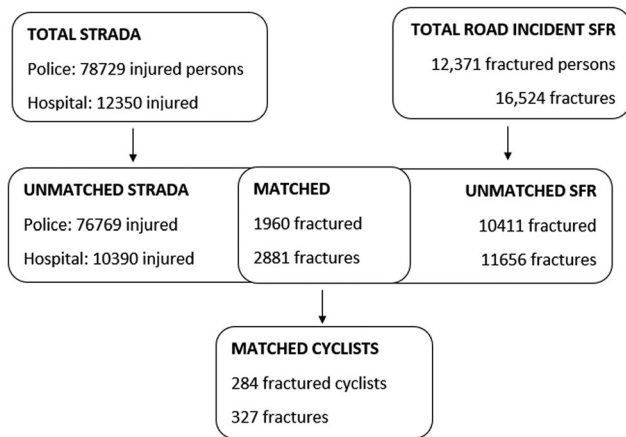 TOTAL STRADA
Police: 78729 injured persons
Hospital: 12350 injured
TOTAL ROAD INCIDENT SFR
12,371 fractured persons
16,524 fractures
UNMATCHED STRADA
Police: 76769 injured
Hospital: 10390 injured
MATCHED
1960 fractured
2881 fractures
UNMATCHED SFR
10411 fractured
11656 fractures
MATCHED CYCLISTS
284 fractured cyclists
327 fractures